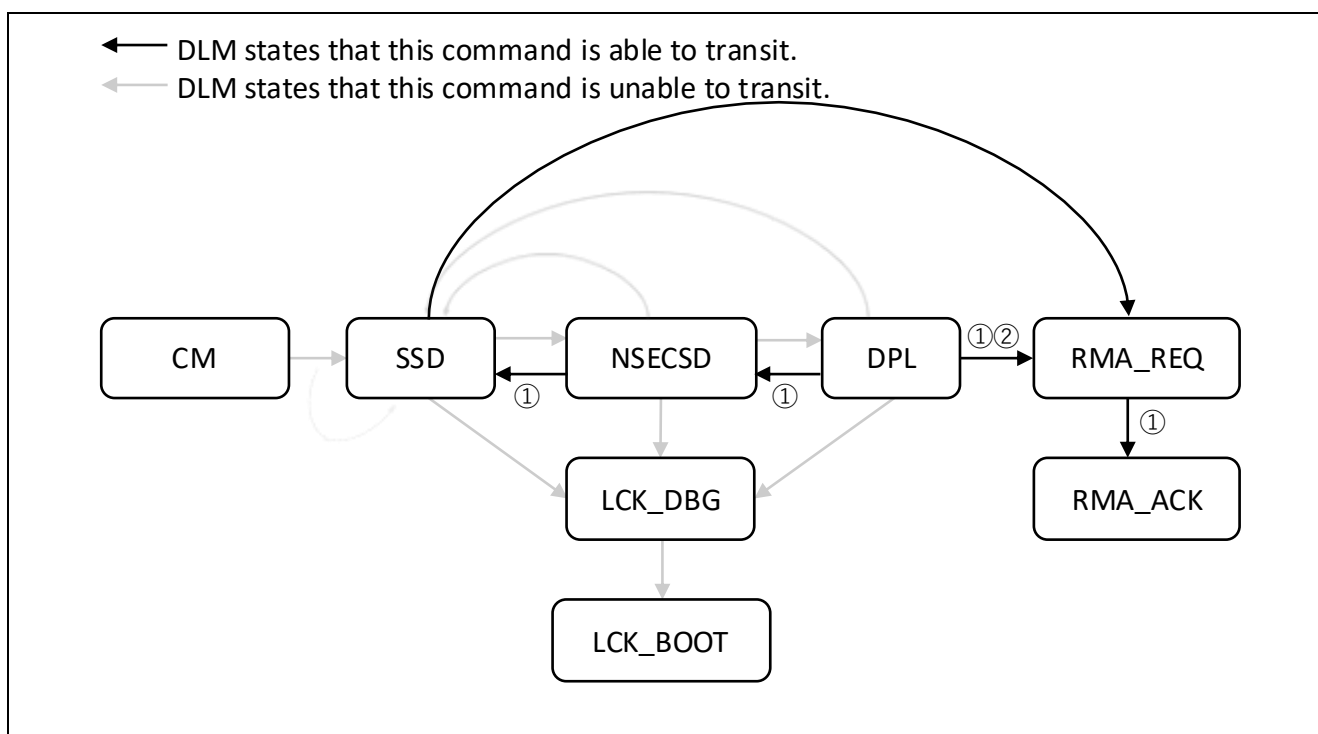 DLM states that this command is able to transit.
DLM states that this command is unable to transit.
CM
SSD
NSECSD
DPL
①②
RMA_REQ
①
①
①
LCK_DBG
RMA_ACK
LCK_BOOT